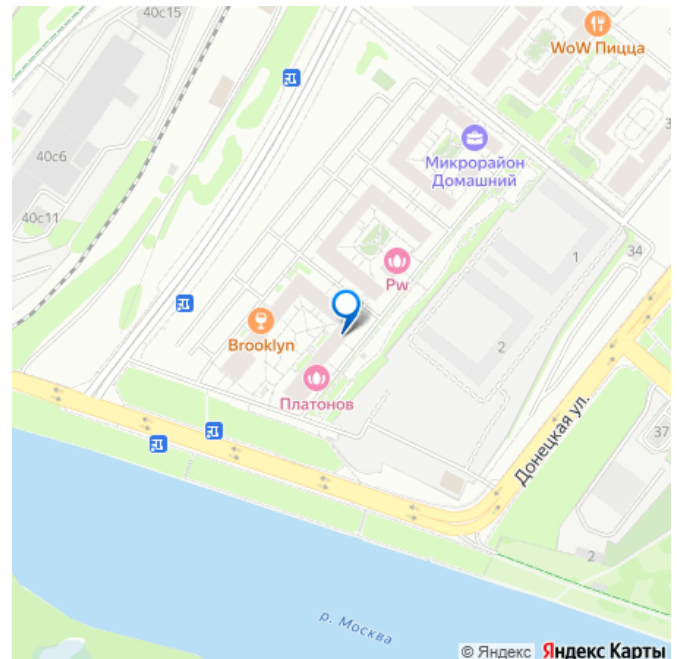 40с15
WoW Пицца
40с6
Микрорайон
Домашний
40с11
34
1
Pw
Brooklyn
2
Платонов
Донецкая ул.
37
2
р. Москва
© Яндекс Яндекс Карты